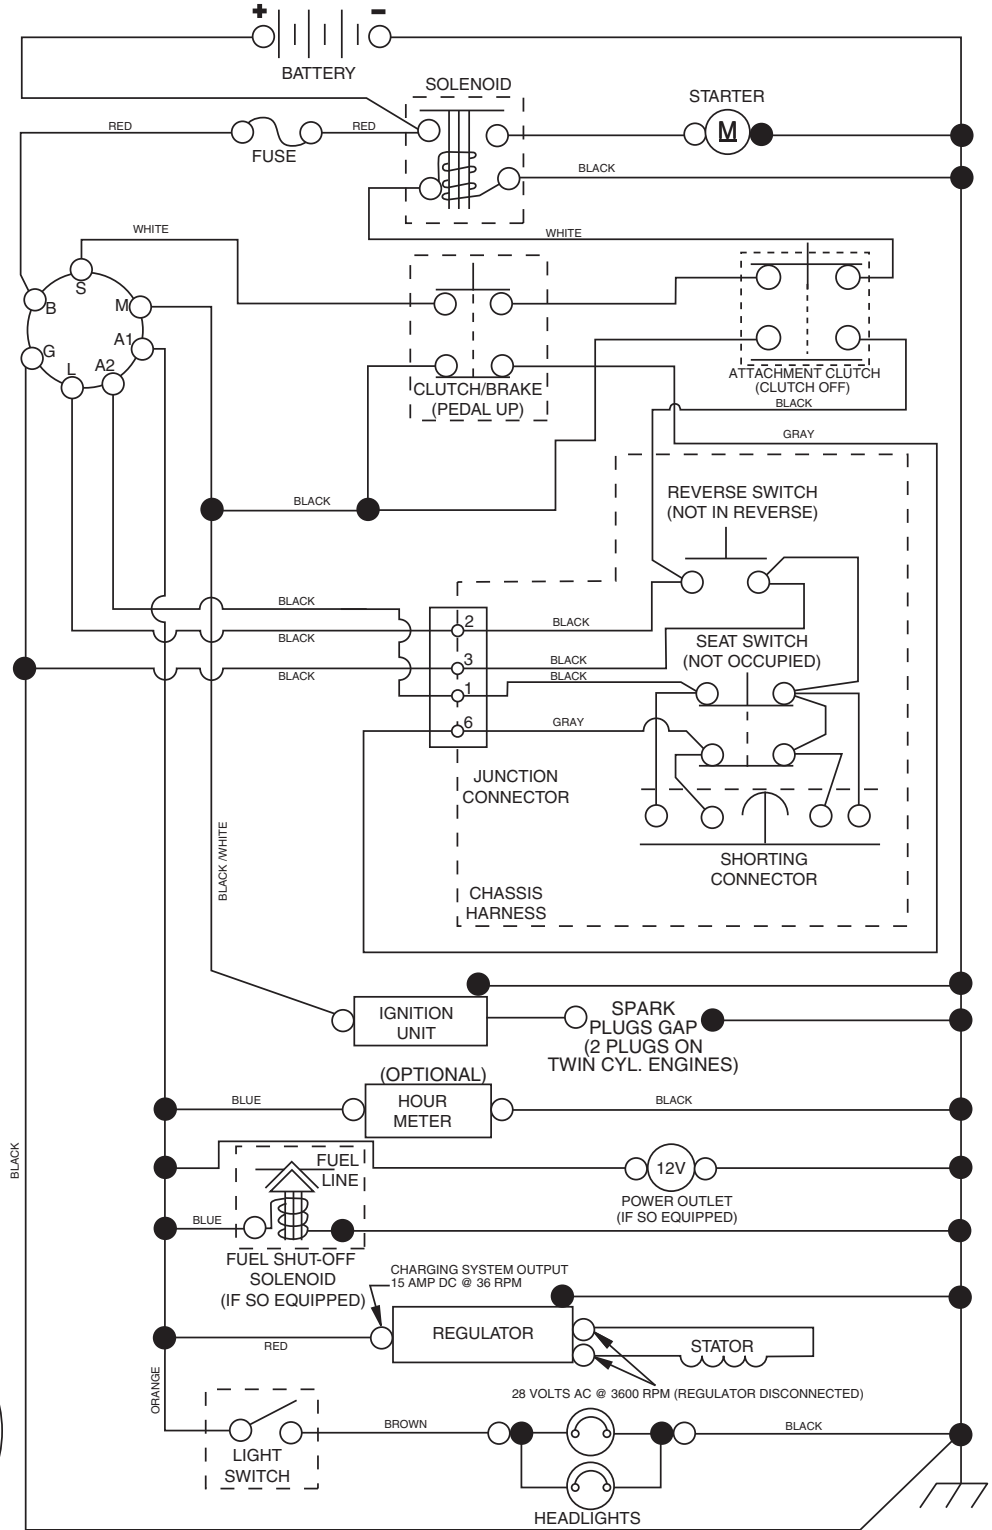 + -
BATTERY
SOLENOID
STARTER
RED
FUSE
RED
M
BLACK
WHITE
WHITE
S
B
M
G
A1
L
A2
CLUTCH/BRAKE
(PEDAL UP)
ATTACHMENT CLUTCH
(CLUTCH OFF)
BLACK
GRAY
BLACK
REVERSE SWITCH
(NOT IN REVERSE)
BLACK
2
BLACK
BLACK
SEAT SWITCH
(NOT OCCUPIED)
3
BLACK
BLACK
1
BLACK
6
GRAY
JUNCTION
CONNECTOR
SHORTING
CONNECTOR
BLACK /WHITE
CHASSIS
HARNESS
IGNITION
UNIT
SPARK
PLUGS GAP
(2 PLUGS ON
TWIN CYL. ENGINES)
(OPTIONAL)
HOUR
METER
BLUE
BLACK
BLACK
FUEL
LINE
12V
POWER OUTLET
(IF SO EQUIPPED)
BLUE
FUEL SHUT-OFF
SOLENOID
(IF SO EQUIPPED)
CHARGING SYSTEM OUTPUT
15 AMP DC @ 36 RPM
REGULATOR
RED
STATOR
28 VOLTS AC @ 3600 RPM (REGULATOR DISCONNECTED)
ORANGE
LIGHT
SWITCH
BROWN
BLACK
HEADLIGHTS